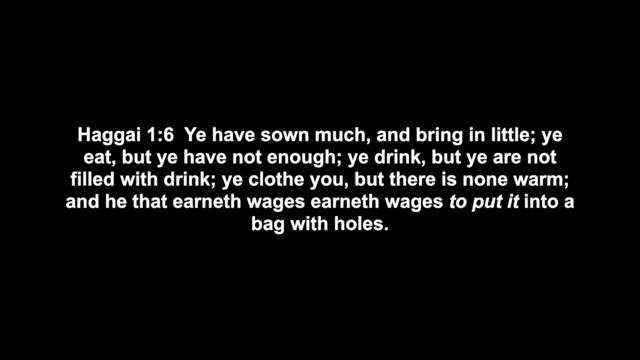 Haggai 1:6  Ye have sown much, and bring in little; ye
eat, but ye have not enough; ye drink, but ye are not
filled with drink; ye clothe you, but there is none warm;
and he that earneth wages earneth wages to put it into a
bag with holes.